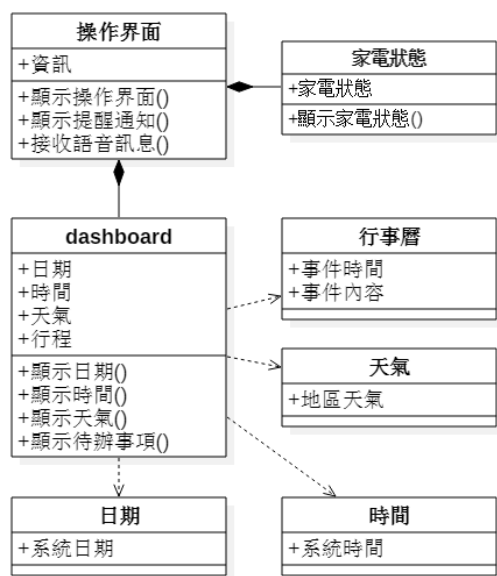 操作界面
+資訊
+顯示操作界面()
+顯示提醒通知()
+接收語音訊息()
家電狀態
+家電狀態
+顯示家電狀態()
dashboard
+日期
+時間
+天氣
+行程
+顯示日期()
+顯示時間()
+顯示天氣()
+顯示待辦事項()
行事曆
+事件時間
+事件內容
天氣
+地區天氣
日期
+系統日期
時間
+系統時間